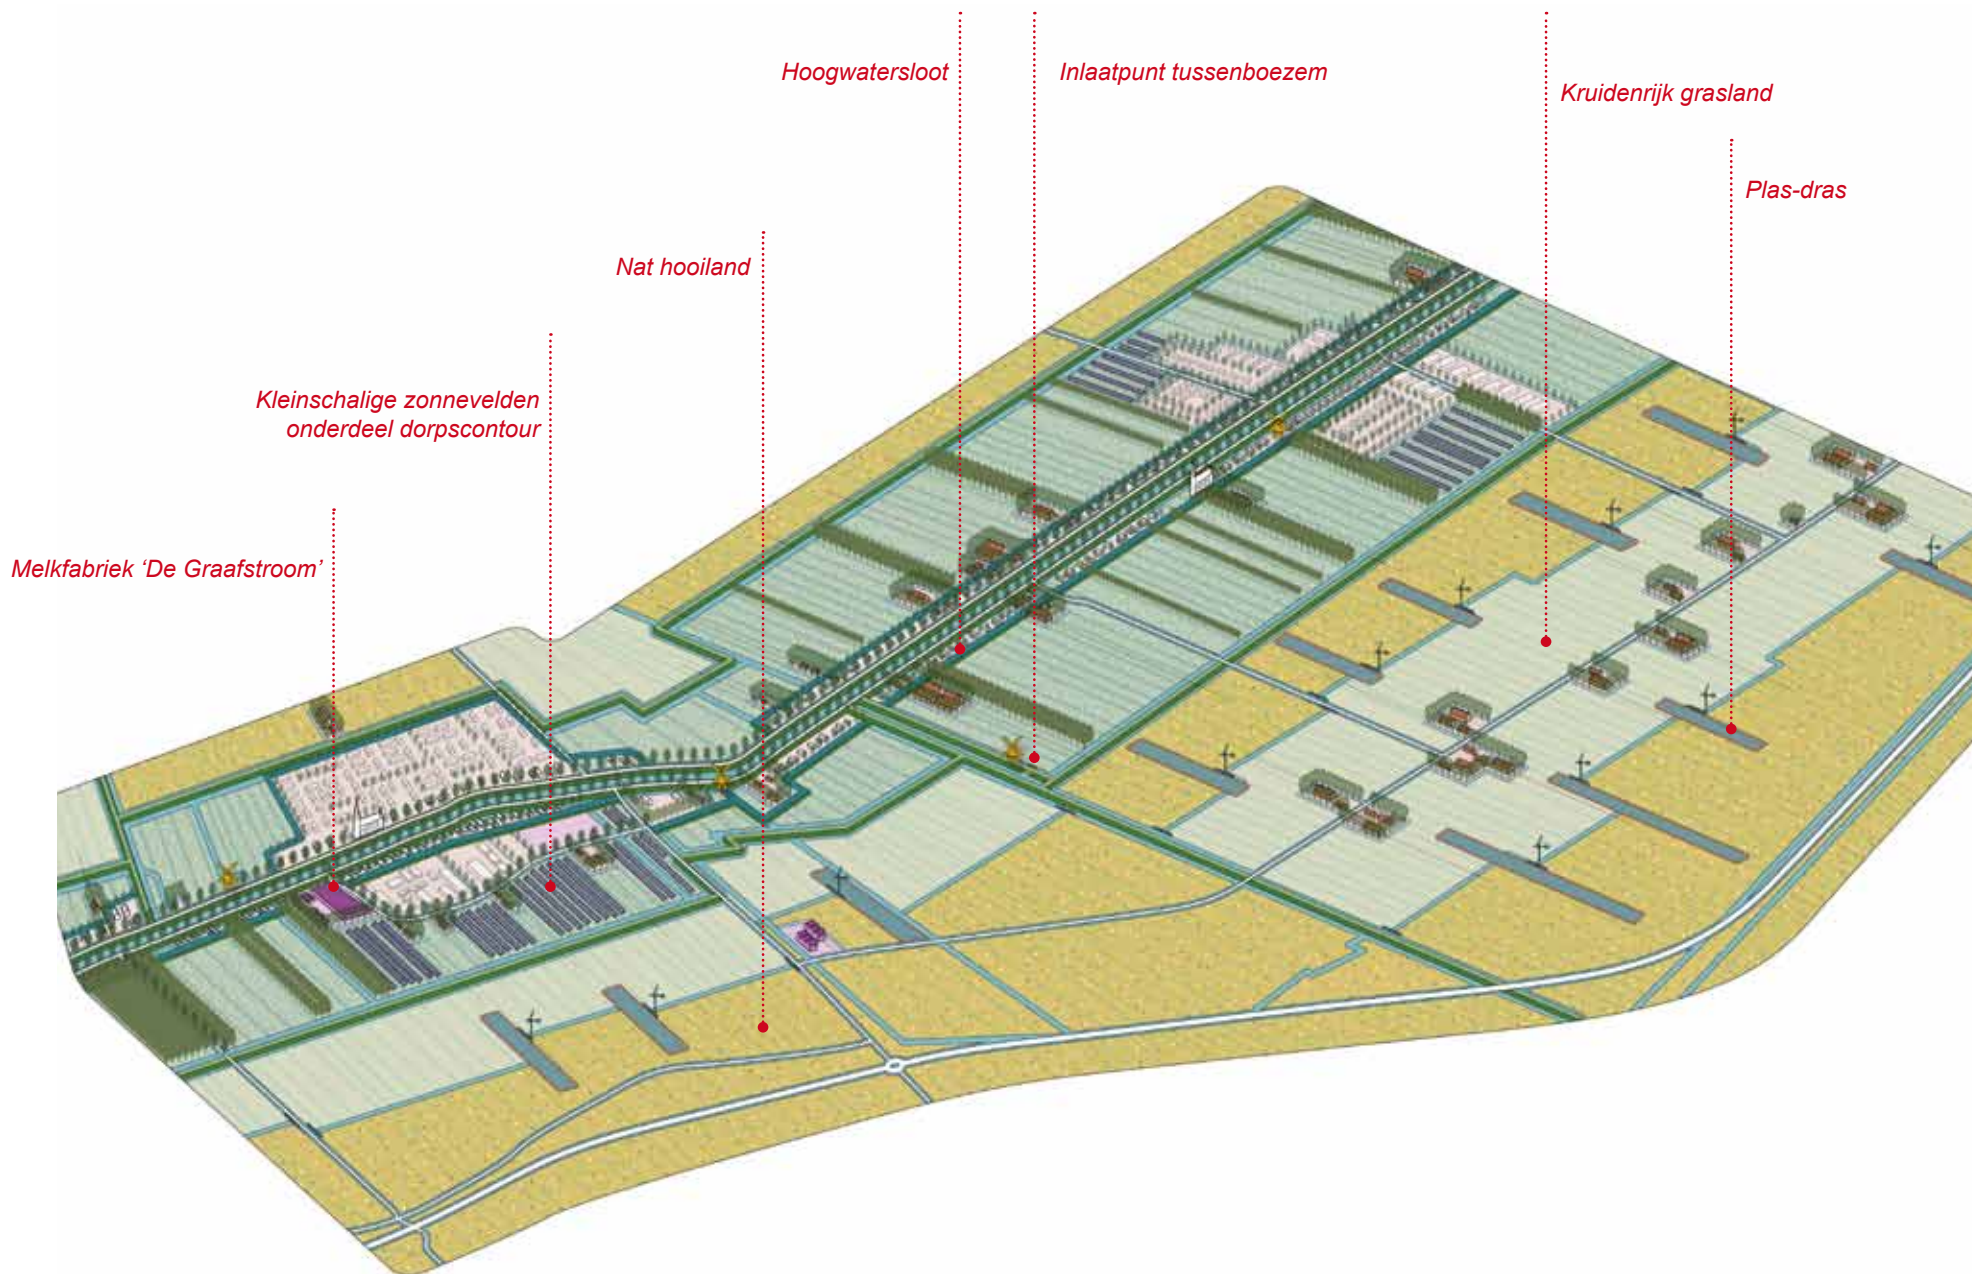 Hoogwatersloot
Inlaatpunt tussenboezem
Kruidenrijk grasland
Plas-dras
Nat hooiland
Kleinschalige zonnevelden
onderdeel dorpscontour
Melkfabriek ‘De Graafstroom’